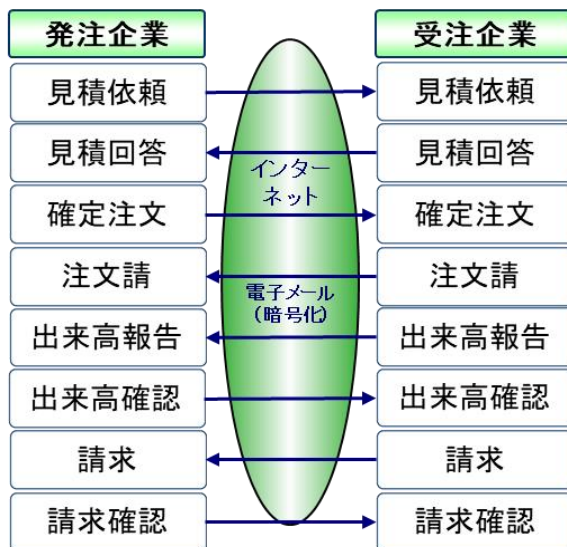 発注企業
受注企業
見積依頼
見積依頼
見積回答
インター
ネット
見積回答
確定注文
確定注文
注文請
電子メール
(暗号化)
注文請
出来高報告
出来高報告
出来高確認
出来高確認
請求
請求
請求確認
請求確認